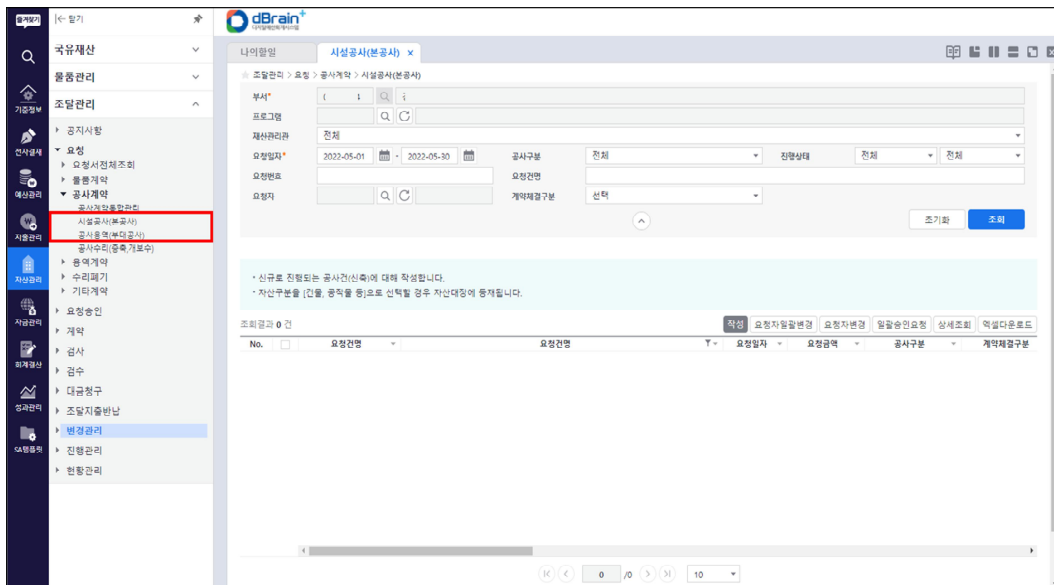 즐겨찾기
닫기
dBrain+
디지털예산회계시스템
국유재산
나의할일
시설공사(본공사) ×
조달관리 > 요청 > 공사계약 > 시설공사(본공사)
물품관리
조달관리
기준정보
전자결재
예산관리
지출관리
자산관리
자금관리
회계결산
성과관리
SA템플릿
공지사항
요청
요청서전체조회
물품계약
공사계약
공사계약통합관리
시설공사(본공사)
공사용역(부대공사)
공사수리(증축,개보수)
용역계약
수리폐기
기타계약
요청승인
계약
검사
검수
대금청구
조달지출반납
변경관리
진행관리
현황관리
부서*
프로그램
재산관리관 전체
요청일자* 2022-05-01 - 2022-05-30 공사구분 전체 진행상태 전체 전체
요청번호 요청건명
요청자 계약체결구분 선택
초기화 조회
* 신규로 진행되는 공사건(신축)에 대해 작성합니다.
* 자산구분을 [건물, 공작물 등]으로 선택할 경우 자산대장에 등재됩니다.
조회결과 0 건 작성 요청자일괄변경 요청자변경 일괄승인요청 상세조회 엑셀다운로드
No. 요청건명 요청건명 요청일자 요청금액 공사구분 계약체결구분
0 /0 10